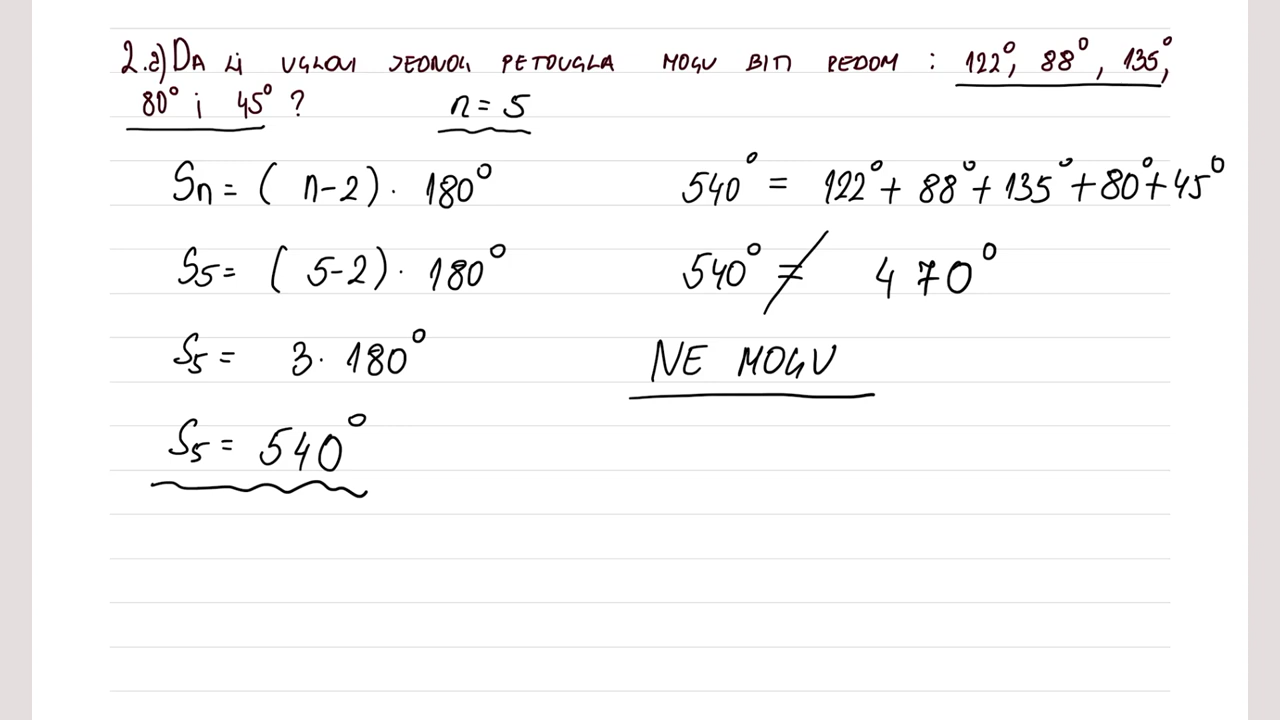 2.a) DA LI UGLOVI JEDNOG PETOUGLA MOGU BITI REDOM : 122°, 88°, 135°,
80° i 45° ? n = 5
Sn = ( n-2) · 180°
S5 = ( 5-2) · 180°
S5 = 3 · 180°
S5 = 540°
540° = 122° + 88° + 135° + 80° + 45°
540° ≠ 470°
NE MOGU